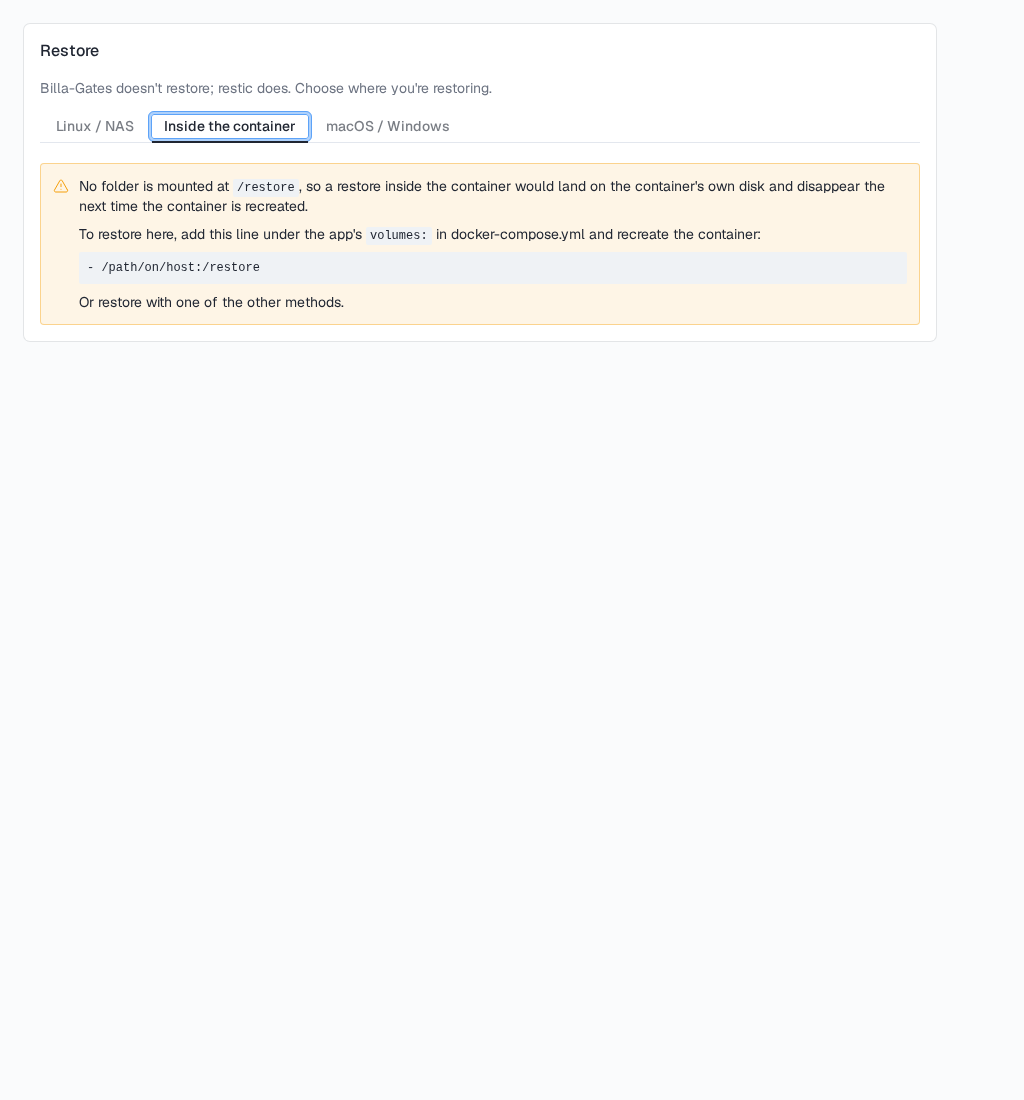 Restore
Billa-Gates doesn't restore; restic does. Choose where you're restoring.
Linux / NAS
Inside the container
macOS / Windows
No folder is mounted at /restore, so a restore inside the container would land on the container's own disk and disappear the
next time the container is recreated.
To restore here, add this line under the app's volumes: in docker-compose.yml and recreate the container:
- /path/on/host:/restore
Or restore with one of the other methods.